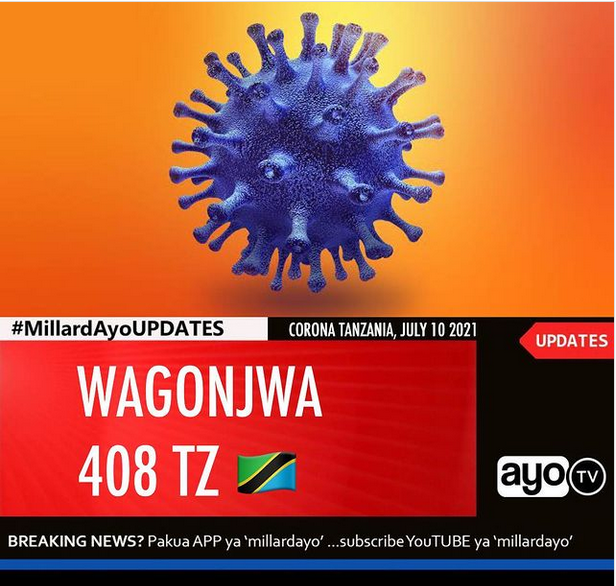 #MillardAyoUPDATES
CORONA TANZANIA, JULY 10 2021
UPDATES
WAGONJWA
408 TZ 🇹🇿
ayo TV
BREAKING NEWS? Pakua APP ya ‘millardayo’ ...subscribe YouTUBE ya ‘millardayo’